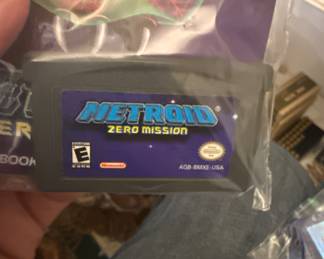 METROID
ZERO MISSION
E
Nintendo
AGB-BMXE-USA
BOOK